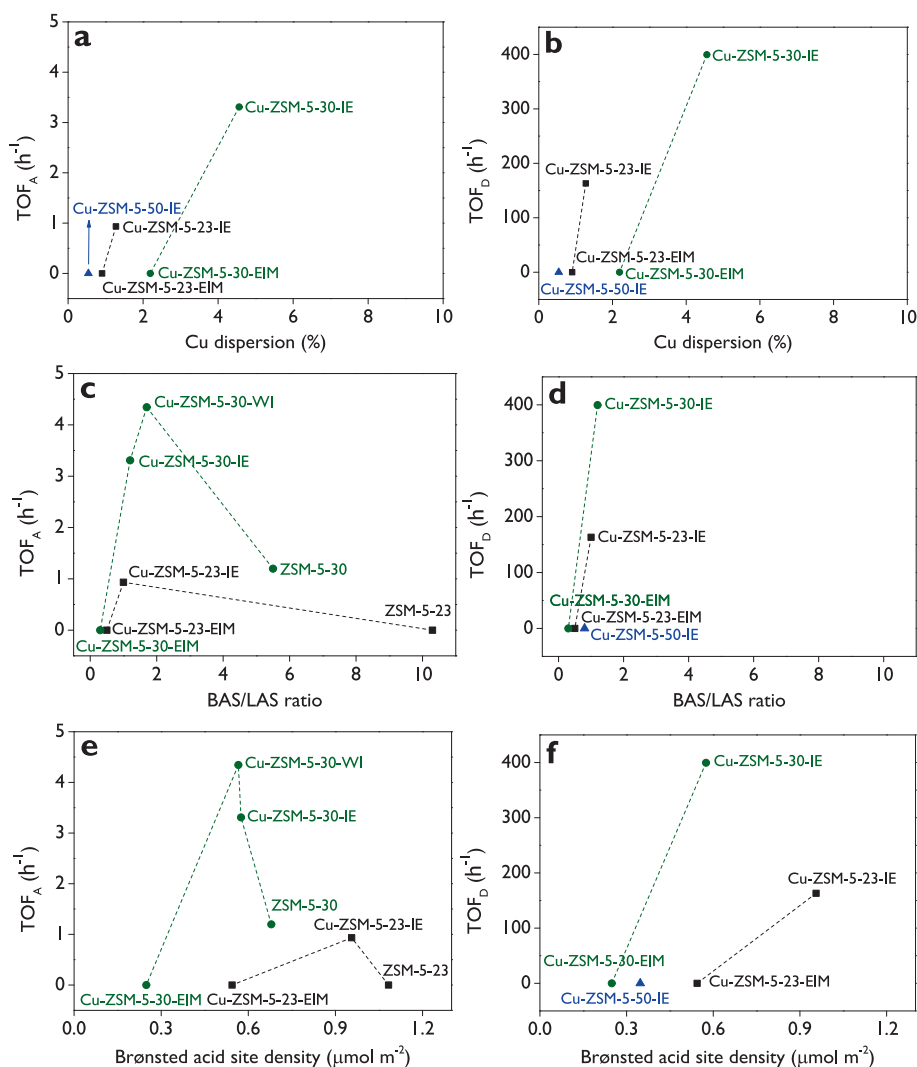 a
5
4
3
2
1
0
TOF_A (h⁻¹)
Cu-ZSM-5-30-IE
Cu-ZSM-5-50-IE
Cu-ZSM-5-23-IE
Cu-ZSM-5-30-EIM
Cu-ZSM-5-23-EIM
0 2 4 6 8 10
Cu dispersion (%)
b
400
300
200
100
0
TOF_D (h⁻¹)
Cu-ZSM-5-30-IE
Cu-ZSM-5-23-IE
Cu-ZSM-5-23-EIM
Cu-ZSM-5-30-EIM
Cu-ZSM-5-50-IE
0 2 4 6 8 10
Cu dispersion (%)
c
5
4
3
2
1
0
TOF_A (h⁻¹)
Cu-ZSM-5-30-WI
Cu-ZSM-5-30-IE
Cu-ZSM-5-23-IE
ZSM-5-30
ZSM-5-23
Cu-ZSM-5-23-EIM
Cu-ZSM-5-30-EIM
0 2 4 6 8 10
BAS/LAS ratio
d
400
300
200
100
0
TOF_D (h⁻¹)
Cu-ZSM-5-30-IE
Cu-ZSM-5-23-IE
Cu-ZSM-5-30-EIM
Cu-ZSM-5-23-EIM
Cu-ZSM-5-50-IE
0 2 4 6 8 10
BAS/LAS ratio
e
5
4
3
2
1
0
TOF_A (h⁻¹)
Cu-ZSM-5-30-WI
Cu-ZSM-5-30-IE
ZSM-5-30
Cu-ZSM-5-23-IE
ZSM-5-23
Cu-ZSM-5-30-EIM
Cu-ZSM-5-23-EIM
0.0 0.3 0.6 0.9 1.2
Brønsted acid site density (μmol m⁻²)
f
400
300
200
100
0
TOF_D (h⁻¹)
Cu-ZSM-5-30-IE
Cu-ZSM-5-23-IE
Cu-ZSM-5-30-EIM
Cu-ZSM-5-23-EIM
Cu-ZSM-5-50-IE
0.0 0.3 0.6 0.9 1.2
Brønsted acid site density (μmol m⁻²)